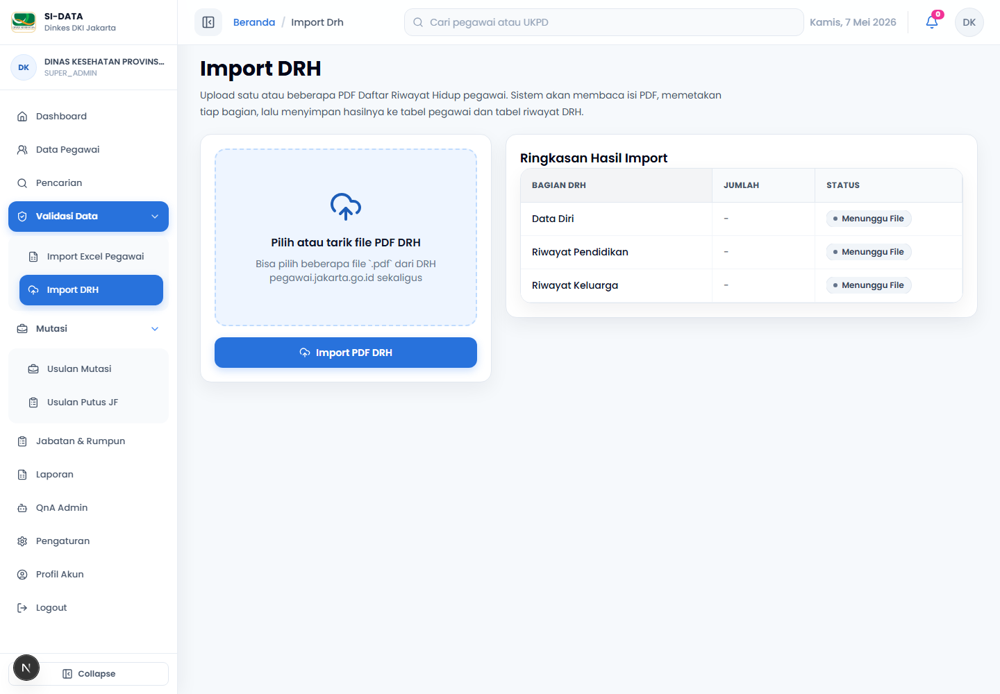 SI-DATA
Dinkes DKI Jakarta
DK
DINAS KESEHATAN PROVINS...
SUPER_ADMIN
Dashboard
Data Pegawai
Pencarian
Validasi Data
Import Excel Pegawai
Import DRH
Mutasi
Usulan Mutasi
Usulan Putus JF
Jabatan & Rumpun
Laporan
QnA Admin
Pengaturan
Profil Akun
Logout
N
Collapse
Beranda / Import Drh
Cari pegawai atau UKPD
Kamis, 7 Mei 2026
0
DK
Import DRH
Upload satu atau beberapa PDF Daftar Riwayat Hidup pegawai. Sistem akan membaca isi PDF, memetakan
tiap bagian, lalu menyimpan hasilnya ke tabel pegawai dan tabel riwayat DRH.
Pilih atau tarik file PDF DRH
Bisa pilih beberapa file `.pdf` dari DRH
pegawai.jakarta.go.id sekaligus
Import PDF DRH
Ringkasan Hasil Import
BAGIAN DRH JUMLAH STATUS
Data Diri - Menunggu File
Riwayat Pendidikan - Menunggu File
Riwayat Keluarga - Menunggu File